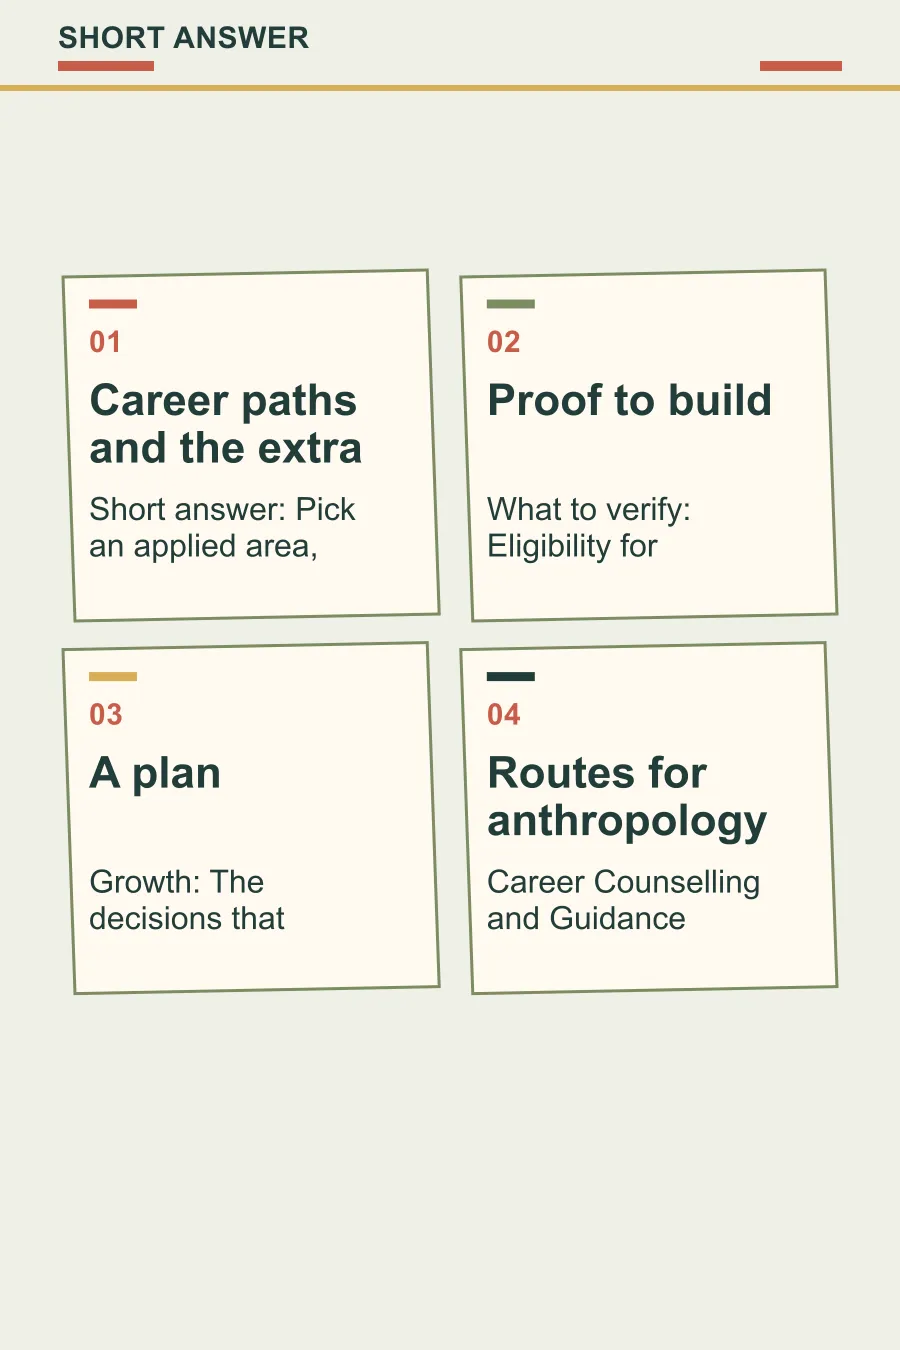 SHORT ANSWER
01
Career paths
and the extra
Short answer: Pick
an applied area,
02
Proof to build
What to verify:
Eligibility for
03
A plan
Growth: The
decisions that
04
Routes for
anthropology
Career Counselling
and Guidance